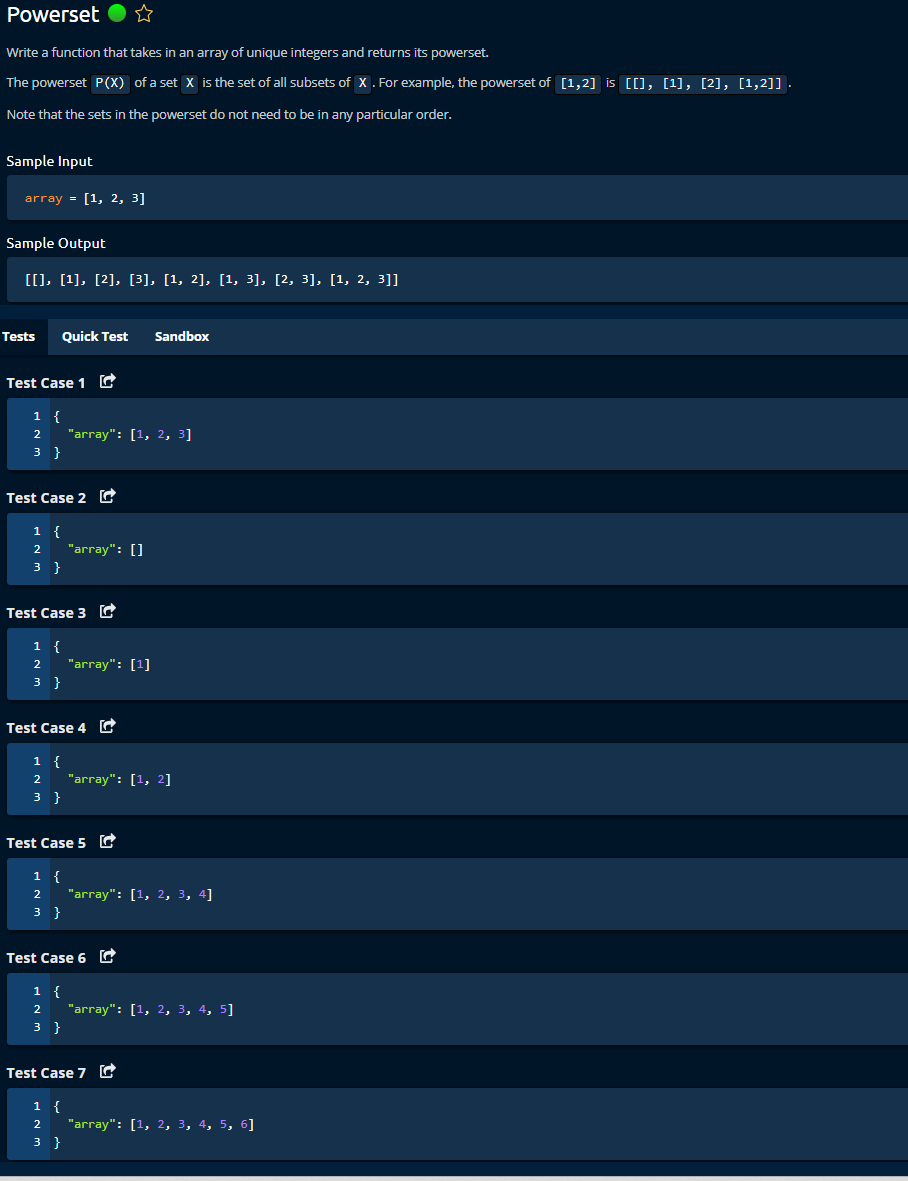 Powerset
Write a function that takes in an array of unique integers and returns its powerset.
The powerset P(X) of a set X is the set of all subsets of X. For example, the powerset of [1,2] is [[], [1], [2], [1,2]].
Note that the sets in the powerset do not need to be in any particular order.
Sample Input
array = [1, 2, 3]
Sample Output
[[], [1], [2], [3], [1, 2], [1, 3], [2, 3], [1, 2, 3]]
Tests Quick Test Sandbox
Test Case 1
1 {
2 "array": [1, 2, 3]
3 }
Test Case 2
1 {
2 "array": []
3 }
Test Case 3
1 {
2 "array": [1]
3 }
Test Case 4
1 {
2 "array": [1, 2]
3 }
Test Case 5
1 {
2 "array": [1, 2, 3, 4]
3 }
Test Case 6
1 {
2 "array": [1, 2, 3, 4, 5]
3 }
Test Case 7
1 {
2 "array": [1, 2, 3, 4, 5, 6]
3 }